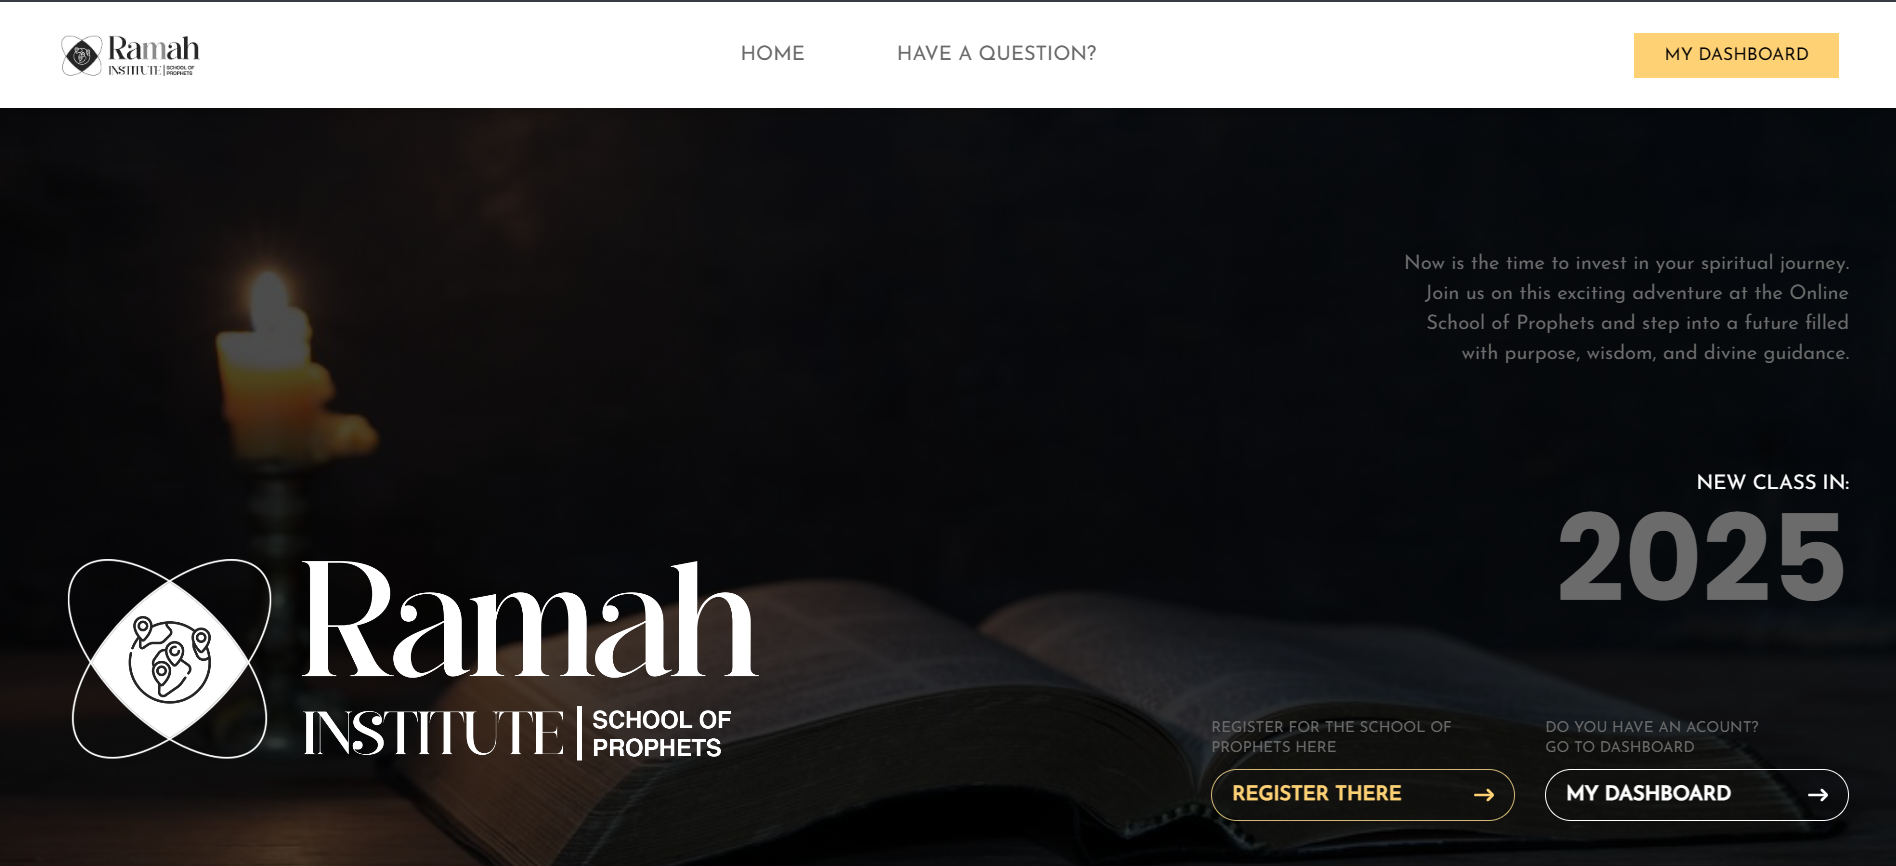 Ramah
INSTITUTE | SCHOOL OF
PROPHETS
HOME
HAVE A QUESTION?
MY DASHBOARD
Now is the time to invest in your spiritual journey.
Join us on this exciting adventure at the Online
School of Prophets and step into a future filled
with purpose, wisdom, and divine guidance.
NEW CLASS IN:
2025
Ramah
INSTITUTE | SCHOOL OF
PROPHETS
REGISTER FOR THE SCHOOL OF
PROPHETS HERE
REGISTER THERE →
DO YOU HAVE AN ACOUNT?
GO TO DASHBOARD
MY DASHBOARD →